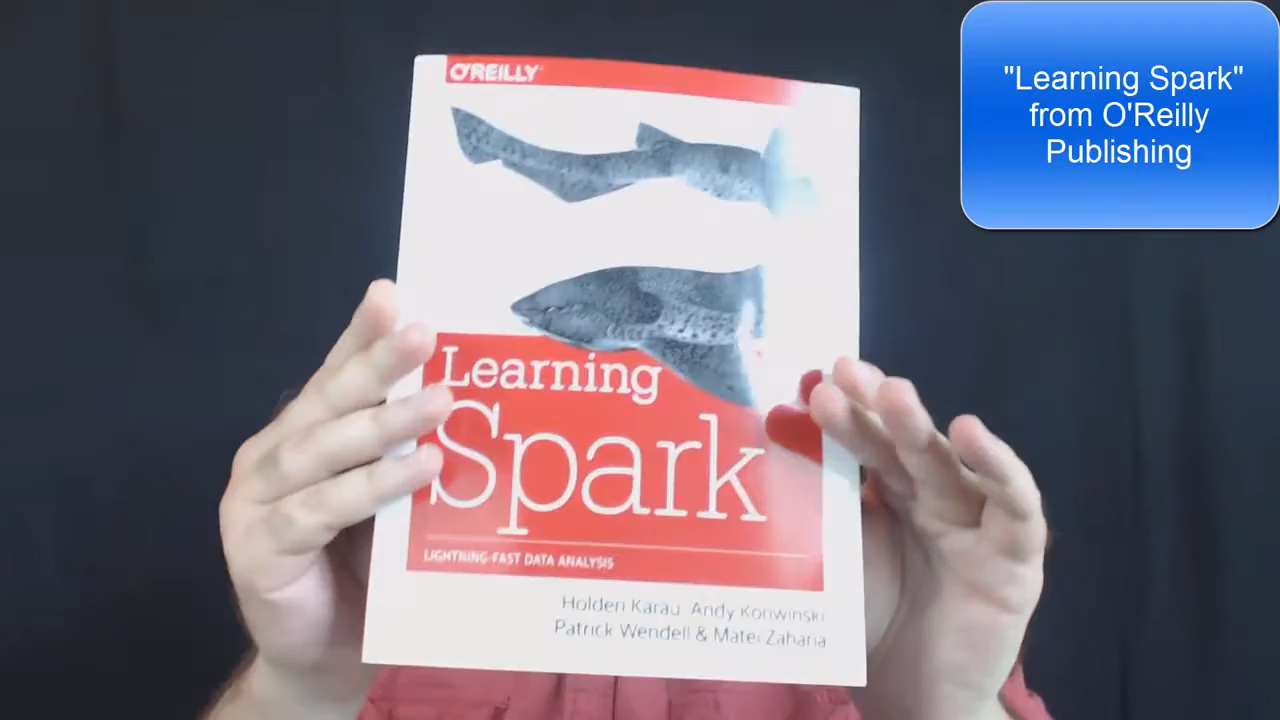 O'REILLY
Learning
Spark
LIGHTNING-FAST DATA ANALYSIS
Holden Karau, Andy Konwinski
Patrick Wendell & Matei Zaharia
"Learning Spark"
from O'Reilly
Publishing